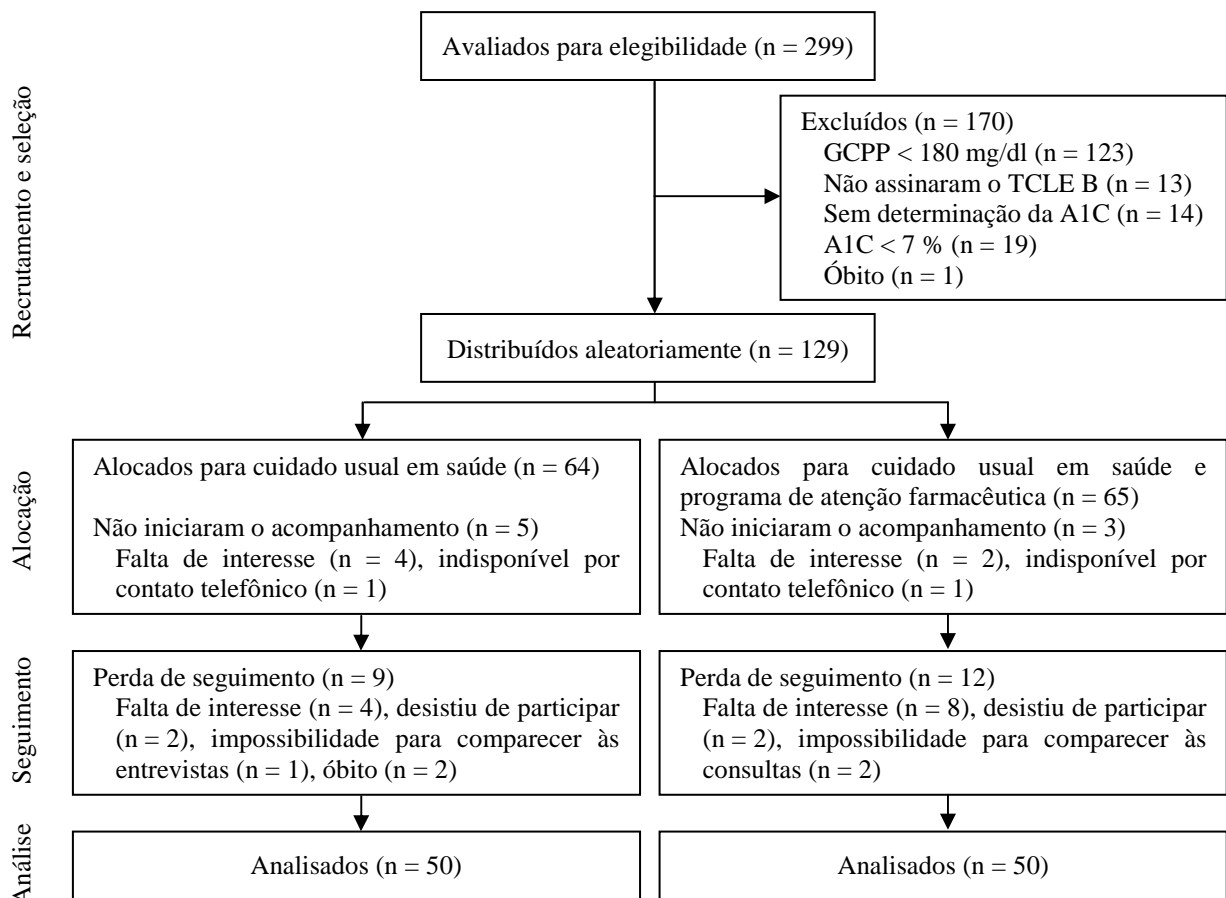 Recrutamento e seleção
Avaliados para elegibilidade (n = 299)
Excluídos (n = 170)
GCPP < 180 mg/dl (n = 123)
Não assinaram o TCLE B (n = 13)
Sem determinação da A1C (n = 14)
A1C < 7 % (n = 19)
Óbito (n = 1)
Distribuídos aleatoriamente (n = 129)
Alocação
Alocados para cuidado usual em saúde (n = 64)
Não iniciaram o acompanhamento (n = 5)
Falta de interesse (n = 4), indisponível por
contato telefônico (n = 1)
Alocados para cuidado usual em saúde e
programa de atenção farmacêutica (n = 65)
Não iniciaram o acompanhamento (n = 3)
Falta de interesse (n = 2), indisponível por
contato telefônico (n = 1)
Seguimento
Perda de seguimento (n = 9)
Falta de interesse (n = 4), desistiu de participar
(n = 2), impossibilidade para comparecer às
entrevistas (n = 1), óbito (n = 2)
Perda de seguimento (n = 12)
Falta de interesse (n = 8), desistiu de participar
(n = 2), impossibilidade para comparecer às
consultas (n = 2)
Análise
Analisados (n = 50)
Analisados (n = 50)